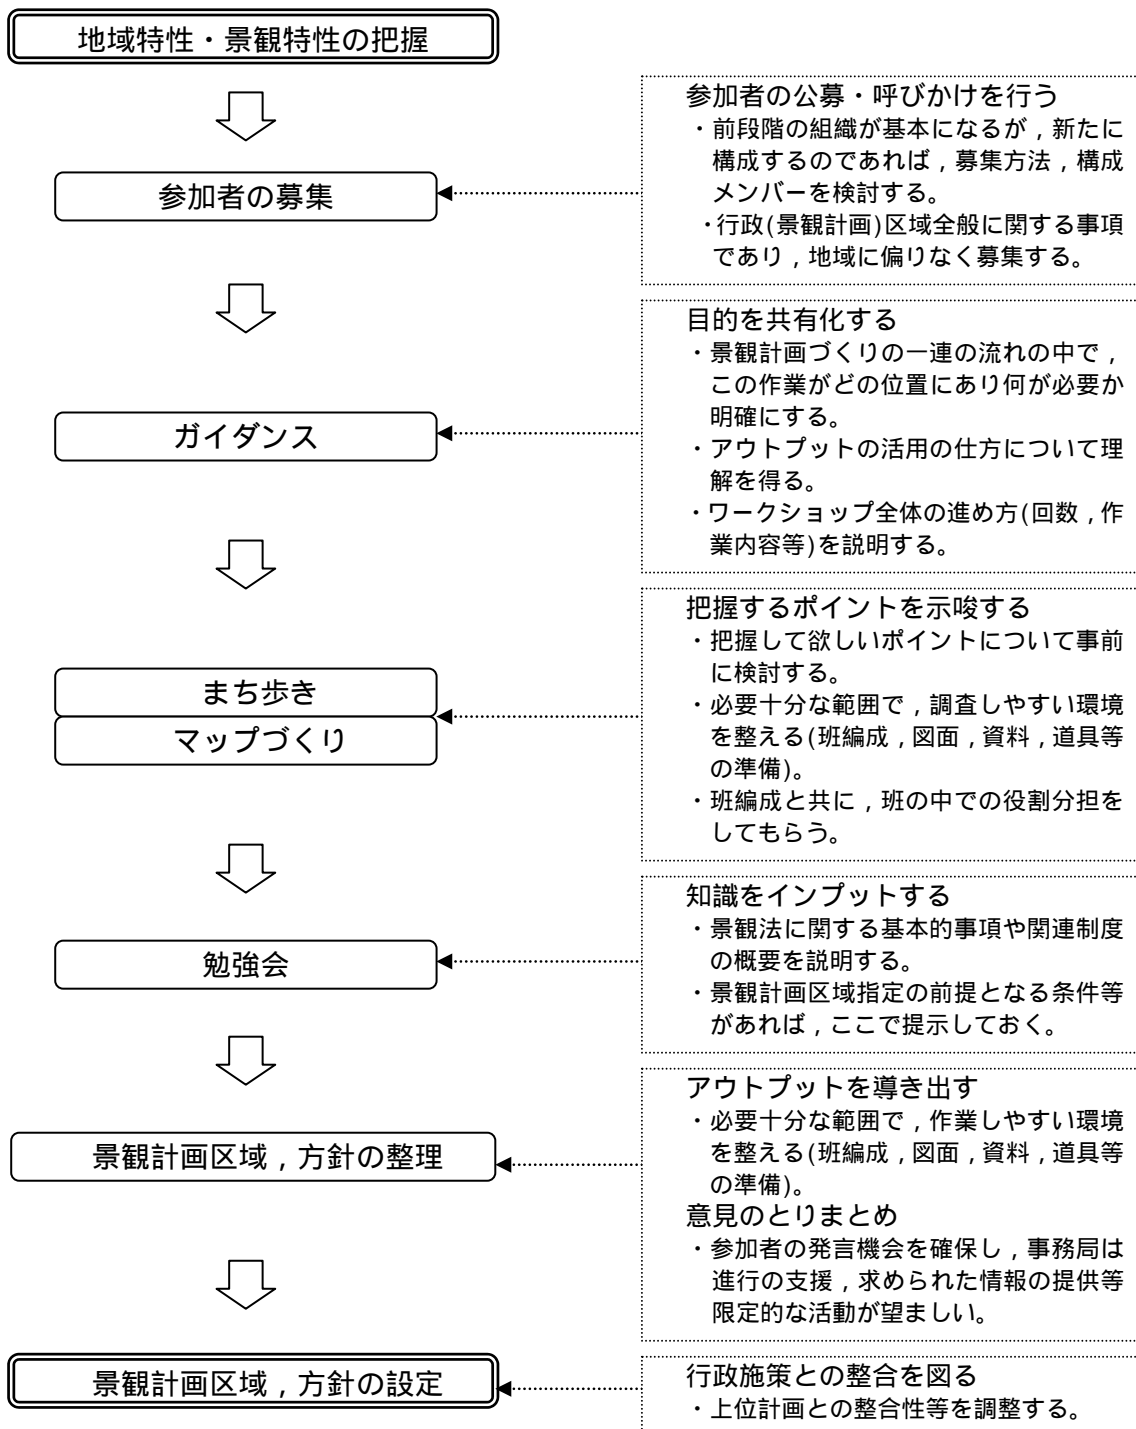 地域特性・景観特性の把握
参加者の公募・呼びかけを行う
・前段階の組織が基本になるが，新たに
構成するのであれば，募集方法，構成
メンバーを検討する。
・行政(景観計画)区域全般に関する事項
であり，地域に偏りなく募集する。
参加者の募集
目的を共有化する
・景観計画づくりの一連の流れの中で，
この作業がどの位置にあり何が必要か
明確にする。
・アウトプットの活用の仕方について理
解を得る。
・ワークショップ全体の進め方(回数，作
業内容等)を説明する。
ガイダンス
把握するポイントを示唆する
・把握して欲しいポイントについて事前
に検討する。
・必要十分な範囲で，調査しやすい環境
を整える(班編成，図面，資料，道具等
の準備)。
・班編成と共に，班の中での役割分担を
してもらう。
まち歩き
マップづくり
知識をインプットする
・景観法に関する基本的事項や関連制度
の概要を説明する。
・景観計画区域指定の前提となる条件等
があれば，ここで提示しておく。
勉強会
アウトプットを導き出す
・必要十分な範囲で，作業しやすい環境
を整える(班編成，図面，資料，道具等
の準備)。
意見のとりまとめ
・参加者の発言機会を確保し，事務局は
進行の支援，求められた情報の提供等
限定的な活動が望ましい。
景観計画区域，方針の整理
行政施策との整合を図る
・上位計画との整合性等を調整する。
景観計画区域，方針の設定